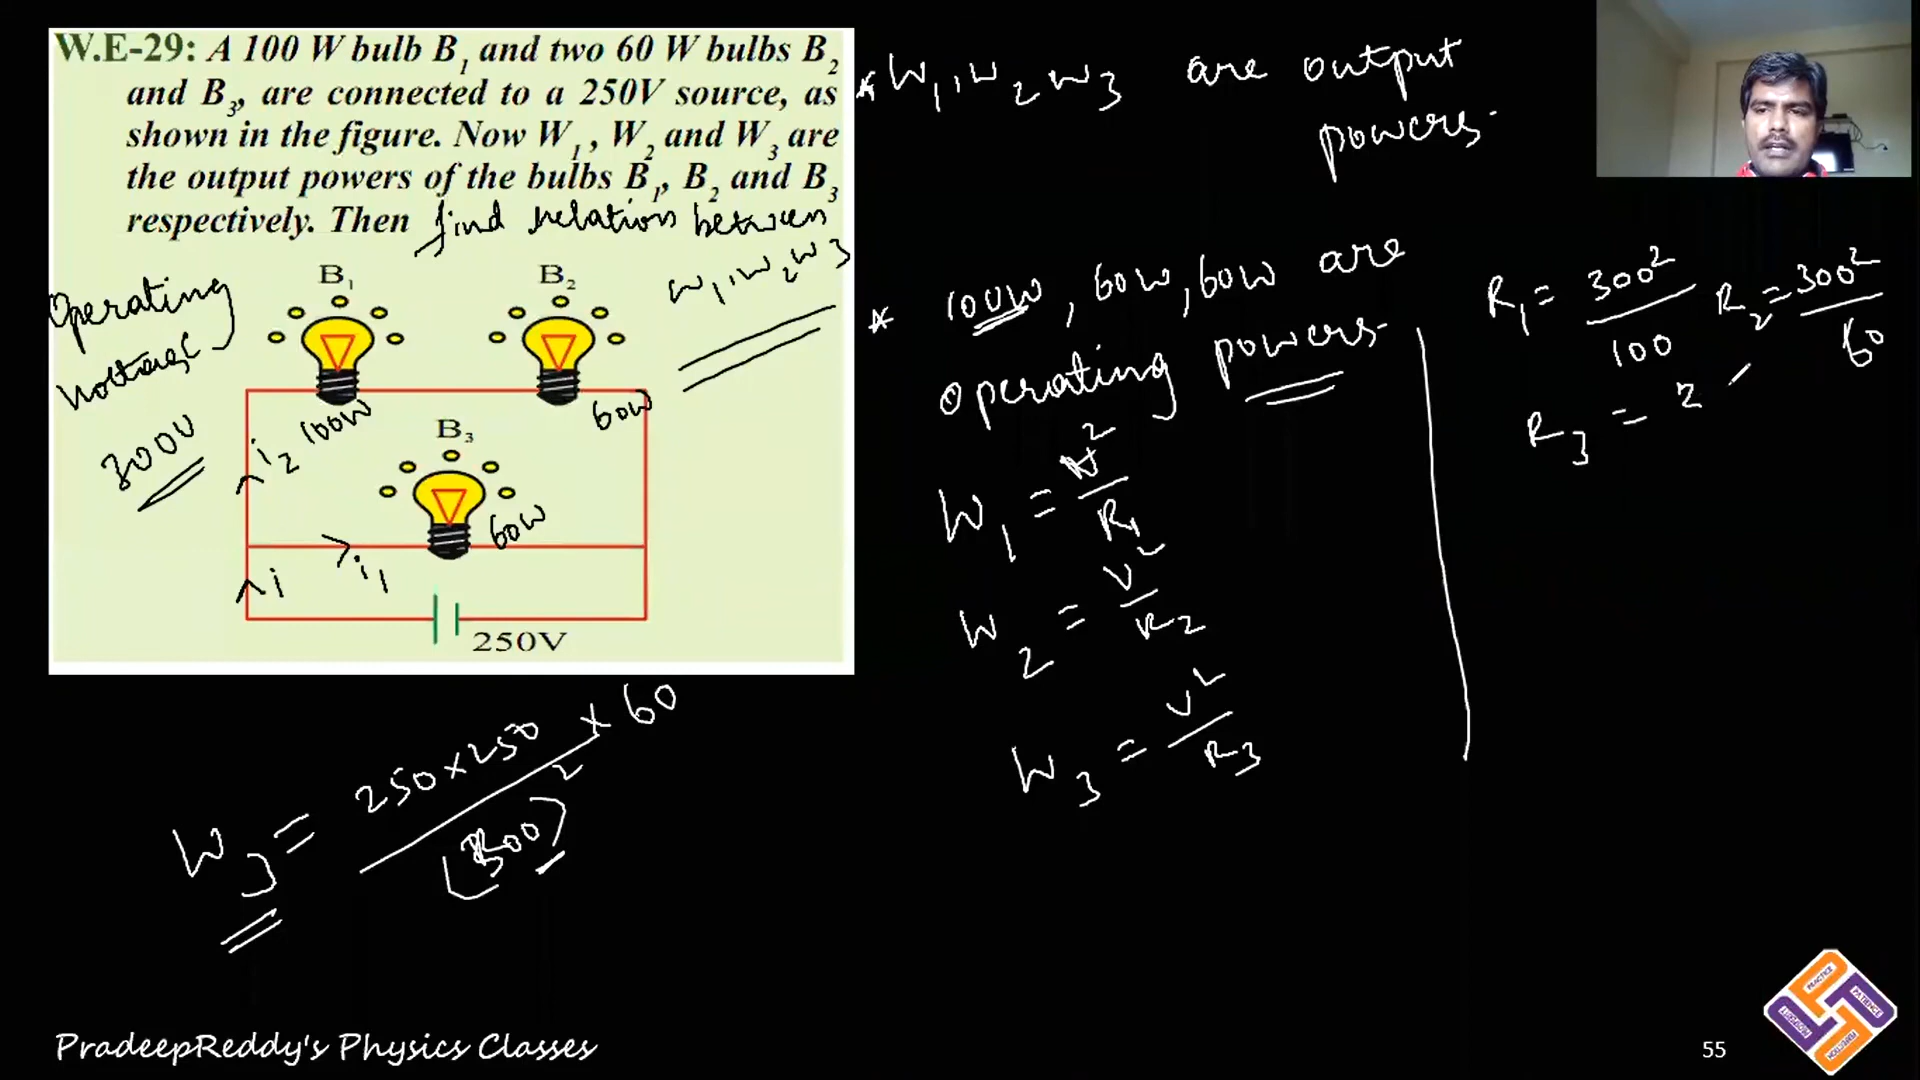 W.E-29: A 100 W bulb B1 and two 60 W bulbs B2
and B3, are connected to a 250V source, as
shown in the figure. Now W1, W2 and W3 are
the output powers of the bulbs B1, B2 and B3
respectively. Then find relation between
W1, W2 W3
Operating
Voltage
300V
B1
B2
100W
60W
B3
60W
i2
i1
i
250V
W3 = 250×250 × 60
(300)2
* W1, W2 W3 are output
powers.
* 100W, 60W, 60W are
Operating powers.
W1 = V2
R1
W2 = V2
R2
W3 = V2
R3
R1 = 3002
100
R2 = 3002
60
R3 =
PradeepReddy's Physics Classes
55
PRACTICE
PATIENCE